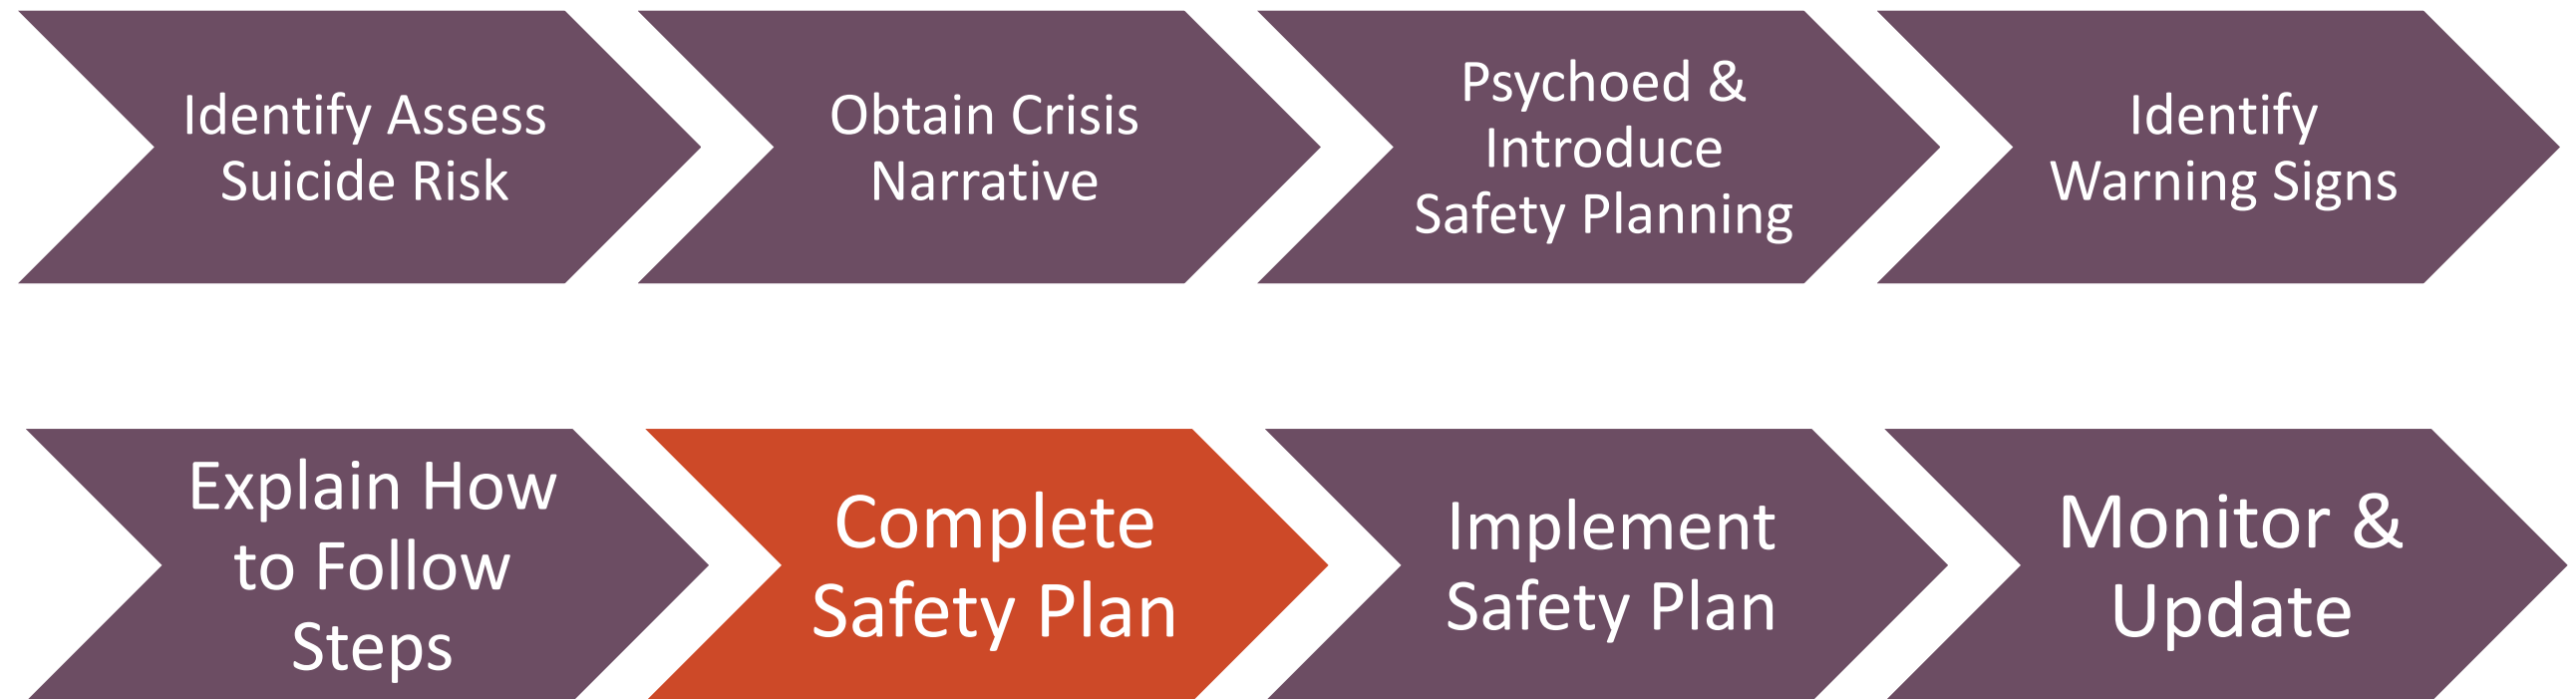 Identify Assess
Suicide Risk
Obtain Crisis
Narrative
Psychoed &
Introduce
Safety Planning
Identify
Warning Signs
Explain How
to Follow
Steps
Complete
Safety Plan
Implement
Safety Plan
Monitor &
Update